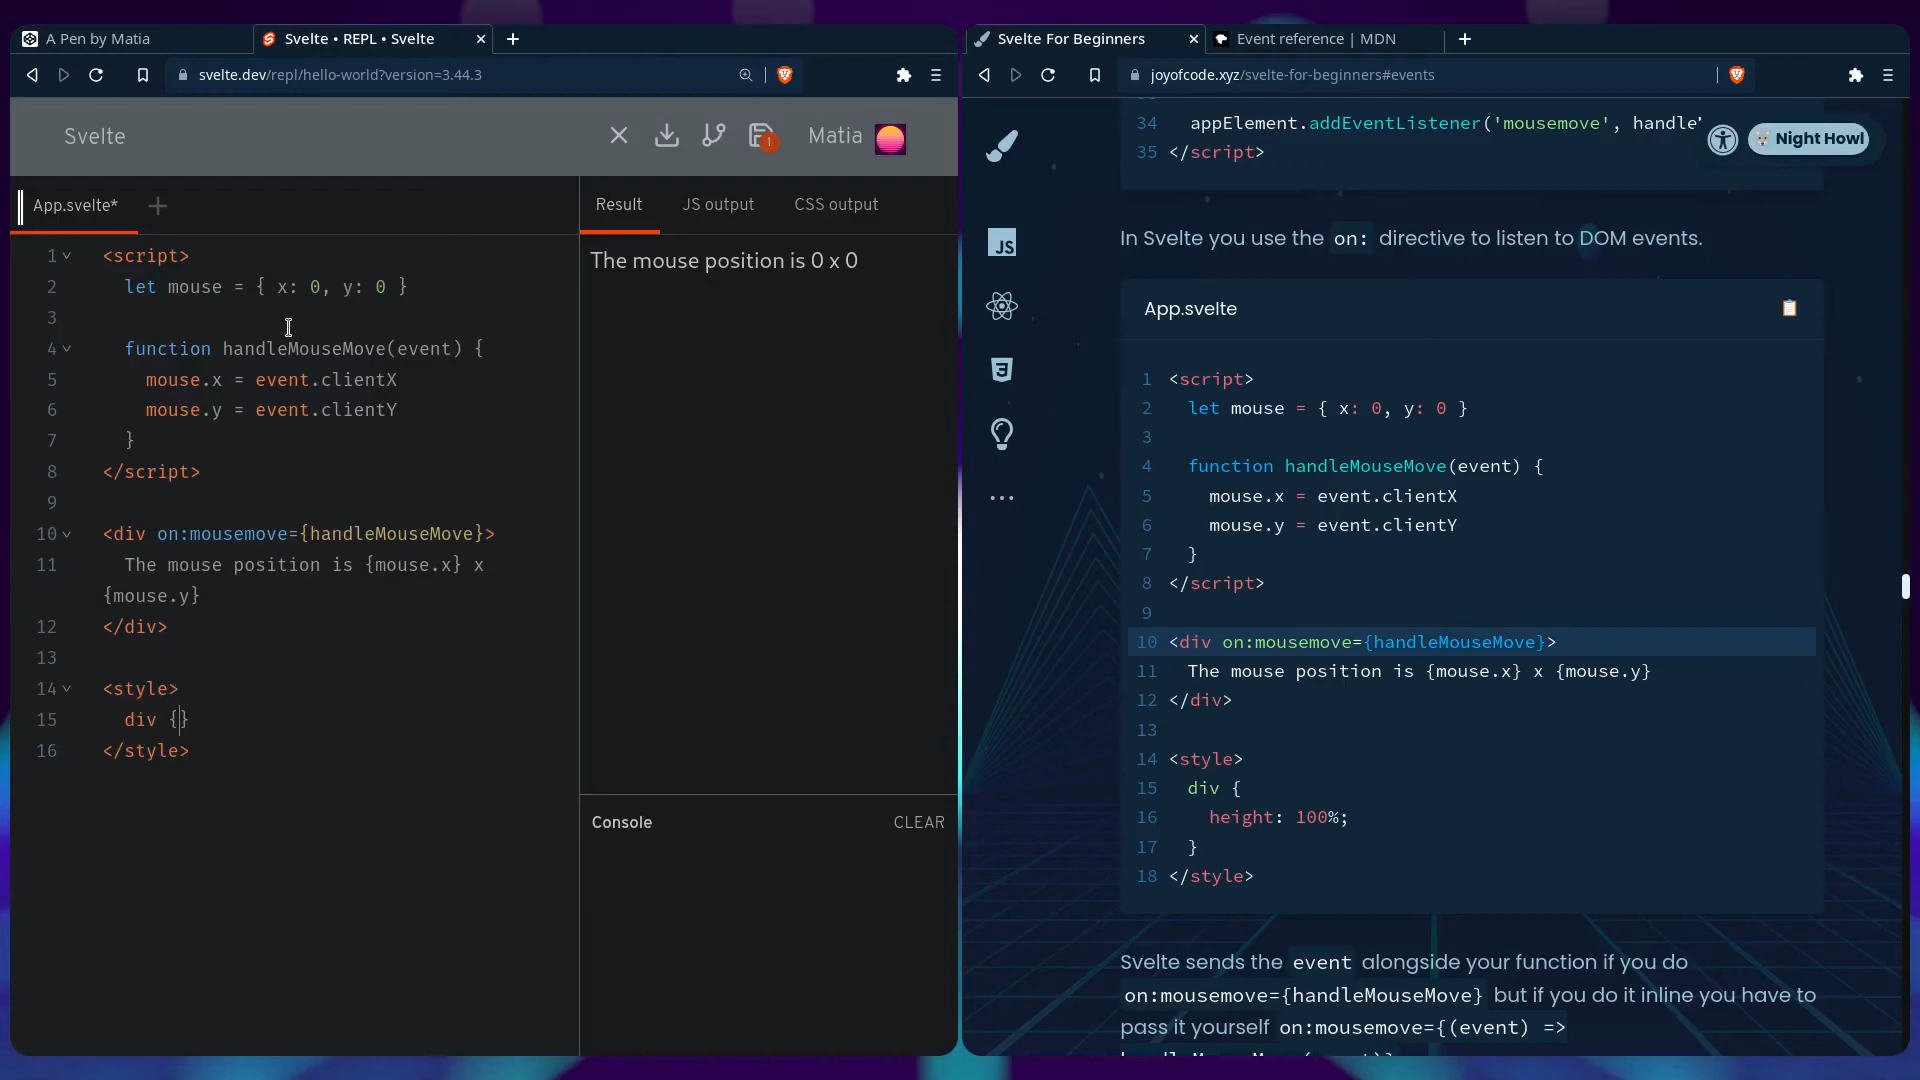 A Pen by Matia
Svelte • REPL • Svelte
svelte.dev/repl/hello-world?version=3.44.3
Svelte
1
Matia
App.svelte*
Result
JS output
CSS output
1 <script>
2 let mouse = { x: 0, y: 0 }
3
4 function handleMouseMove(event) {
5 mouse.x = event.clientX
6 mouse.y = event.clientY
7 }
8 </script>
9
10 <div on:mousemove={handleMouseMove}>
11 The mouse position is {mouse.x} x
{mouse.y}
12 </div>
13
14 <style>
15 div {}
16 </style>
The mouse position is 0 x 0
Console
CLEAR
Svelte For Beginners
Event reference | MDN
joyofcode.xyz/svelte-for-beginners#events
JS
Night Howl
34 appElement.addEventListener('mousemove', handle
35 </script>
In Svelte you use the on: directive to listen to DOM events.
App.svelte
1 <script>
2 let mouse = { x: 0, y: 0 }
3
4 function handleMouseMove(event) {
5 mouse.x = event.clientX
6 mouse.y = event.clientY
7 }
8 </script>
9
10 <div on:mousemove={handleMouseMove}>
11 The mouse position is {mouse.x} x {mouse.y}
12 </div>
13
14 <style>
15 div {
16 height: 100%;
17 }
18 </style>
Svelte sends the event alongside your function if you do
on:mousemove={handleMouseMove} but if you do it inline you have to
pass it yourself on:mousemove={(event) =>